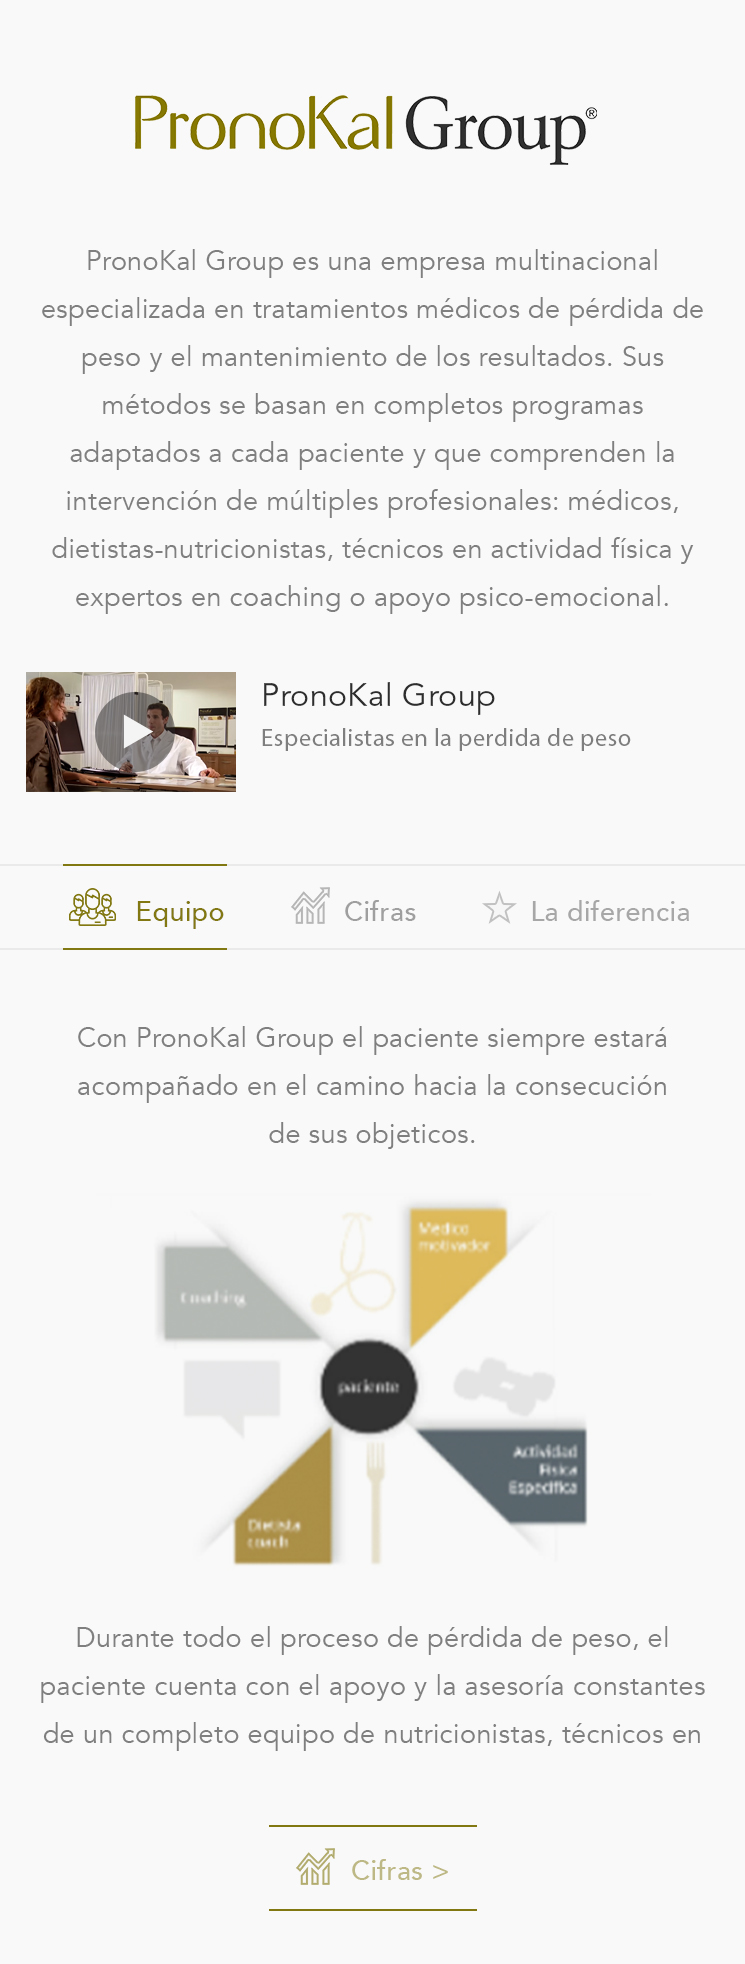 PronoKal Group®
PronoKal Group es una empresa multinacional
especializada en tratamientos médicos de pérdida de
peso y el mantenimiento de los resultados. Sus
métodos se basan en completos programas
adaptados a cada paciente y que comprenden la
intervención de múltiples profesionales: médicos,
dietistas-nutricionistas, técnicos en actividad física y
expertos en coaching o apoyo psico-emocional.
PronoKal Group
Especialistas en la perdida de peso
Equipo
Cifras
La diferencia
Con PronoKal Group el paciente siempre estará
acompañado en el camino hacia la consecución
de sus objeticos.
Médico
motivador
Coaching
paciente
Actividad
Física
Específica
Dietista
coach
Durante todo el proceso de pérdida de peso, el
paciente cuenta con el apoyo y la asesoría constantes
de un completo equipo de nutricionistas, técnicos en
Cifras >